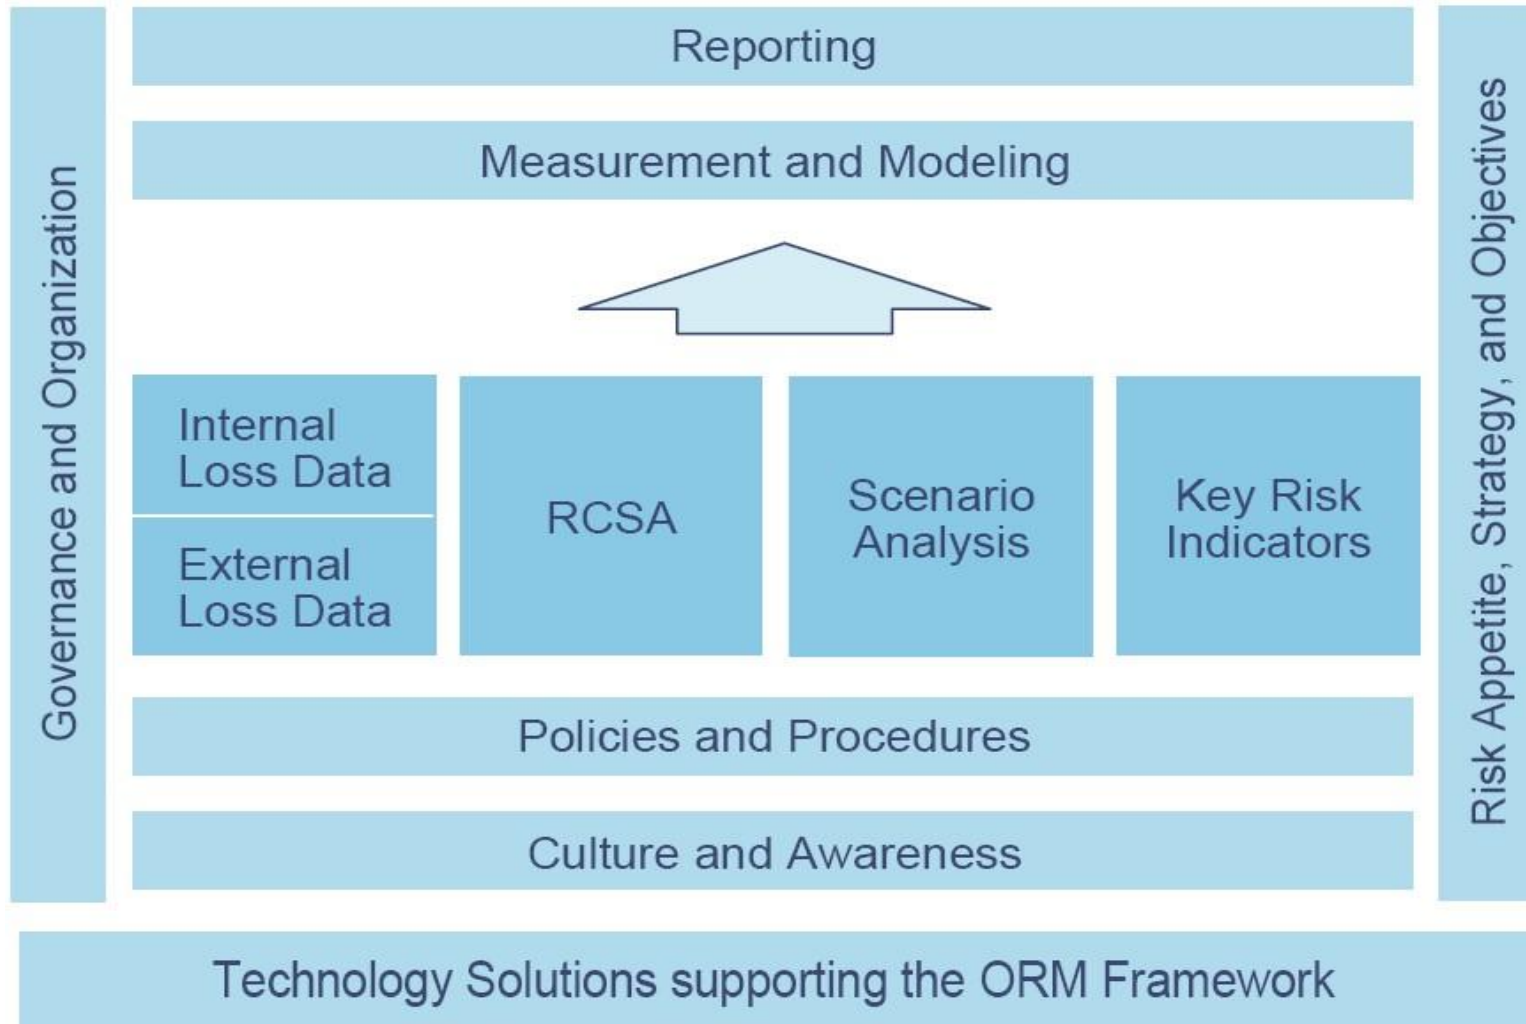 Reporting
Measurement and Modeling
Governance and Organization
Internal
Loss Data
External
Loss Data
RCSA
Scenario
Analysis
Key Risk
Indicators
Risk Appetite, Strategy, and Objectives
Policies and Procedures
Culture and Awareness
Technology Solutions supporting the ORM Framework